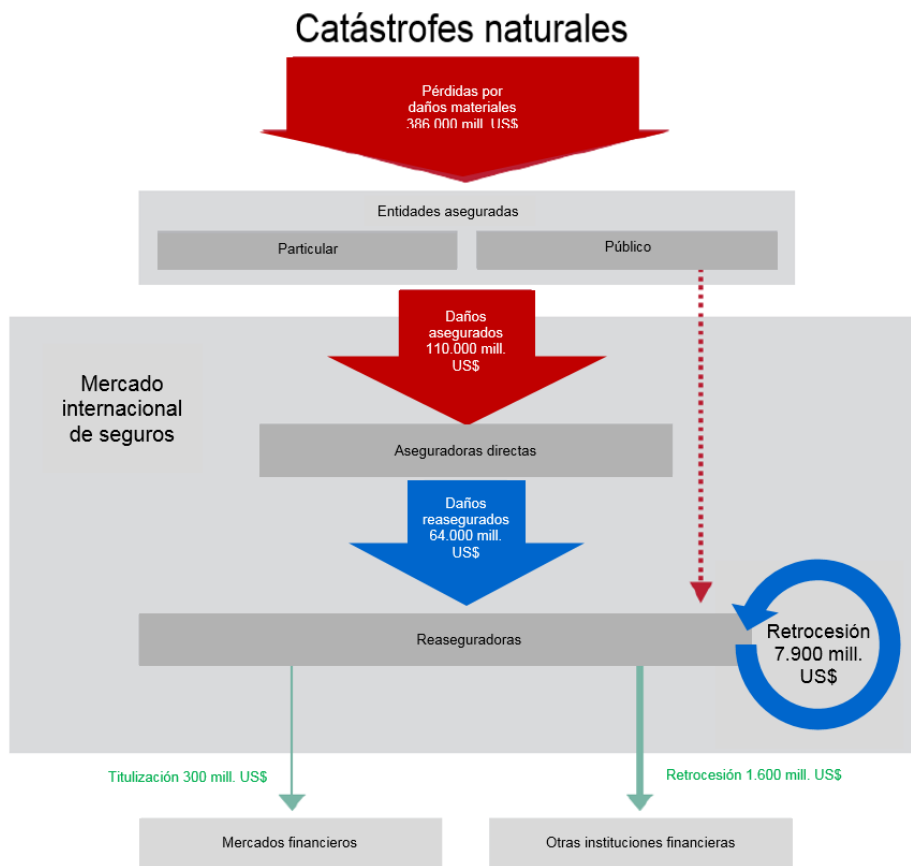 Catástrofes naturales
Pérdidas por
daños materiales
386.000 mill. US$
Entidades aseguradas
Particular
Público
Daños
asegurados
110.000 mill.
US$
Mercado
internacional
de seguros
Aseguradoras directas
Daños
reasegurados
64.000 mill.
US$
Reaseguradoras
Retrocesión
7.900 mill.
US$
Titulización 300 mill. US$
Retrocesión 1.600 mill. US$
Mercados financieros
Otras instituciones financieras